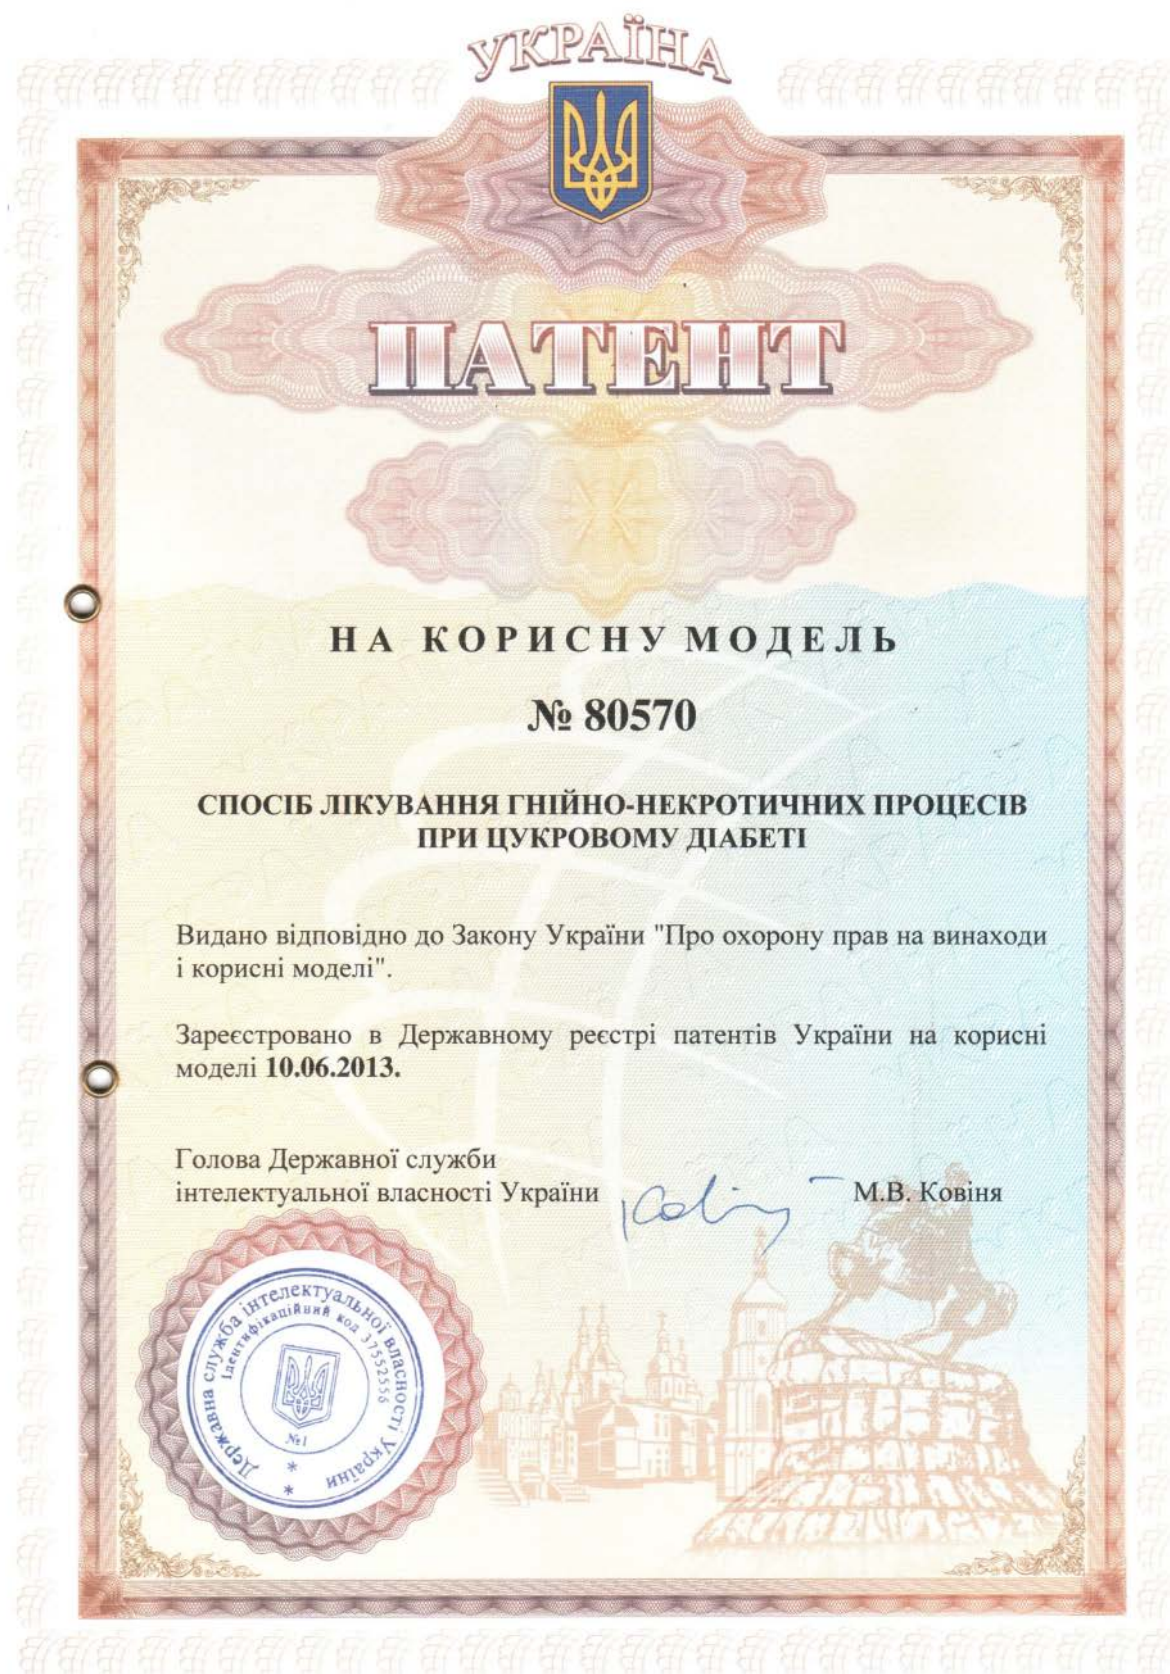 УКРАЇНА
ПАТЕНТ
НА КОРИСНУ МОДЕЛЬ
№ 80570
СПОСІБ ЛІКУВАННЯ ГНІЙНО-НЕКРОТИЧНИХ ПРОЦЕСІВ
ПРИ ЦУКРОВОМУ ДІАБЕТІ
Видано відповідно до Закону України "Про охорону прав на винаходи
і корисні моделі".
Зареєстровано в Державному реєстрі патентів України на корисні
моделі 10.06.2013.
Голова Державної служби
інтелектуальної власності України
М.В. Ковіня
Державна служба інтелектуальної власності України
Ідентифікаційний код 37552556
№1